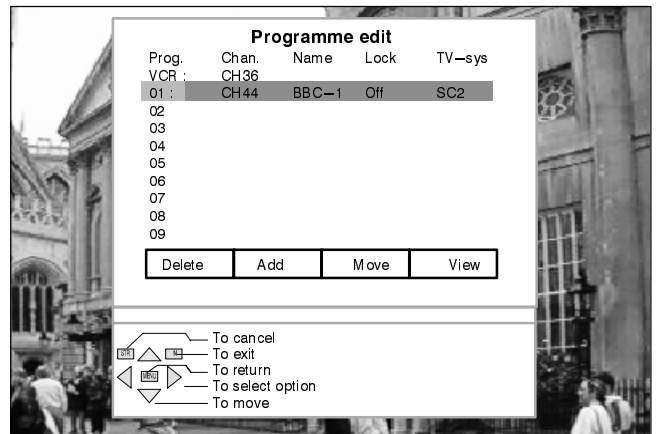 Programme edit
Prog. Chan. Name Lock TV-sys
VCR : CH36
01 : CH44 BBC-1 Off SC2
02
03
04
05
06
07
08
09
Delete Add Move View
To cancel
STR N To exit
MENU To return
To select option
To move